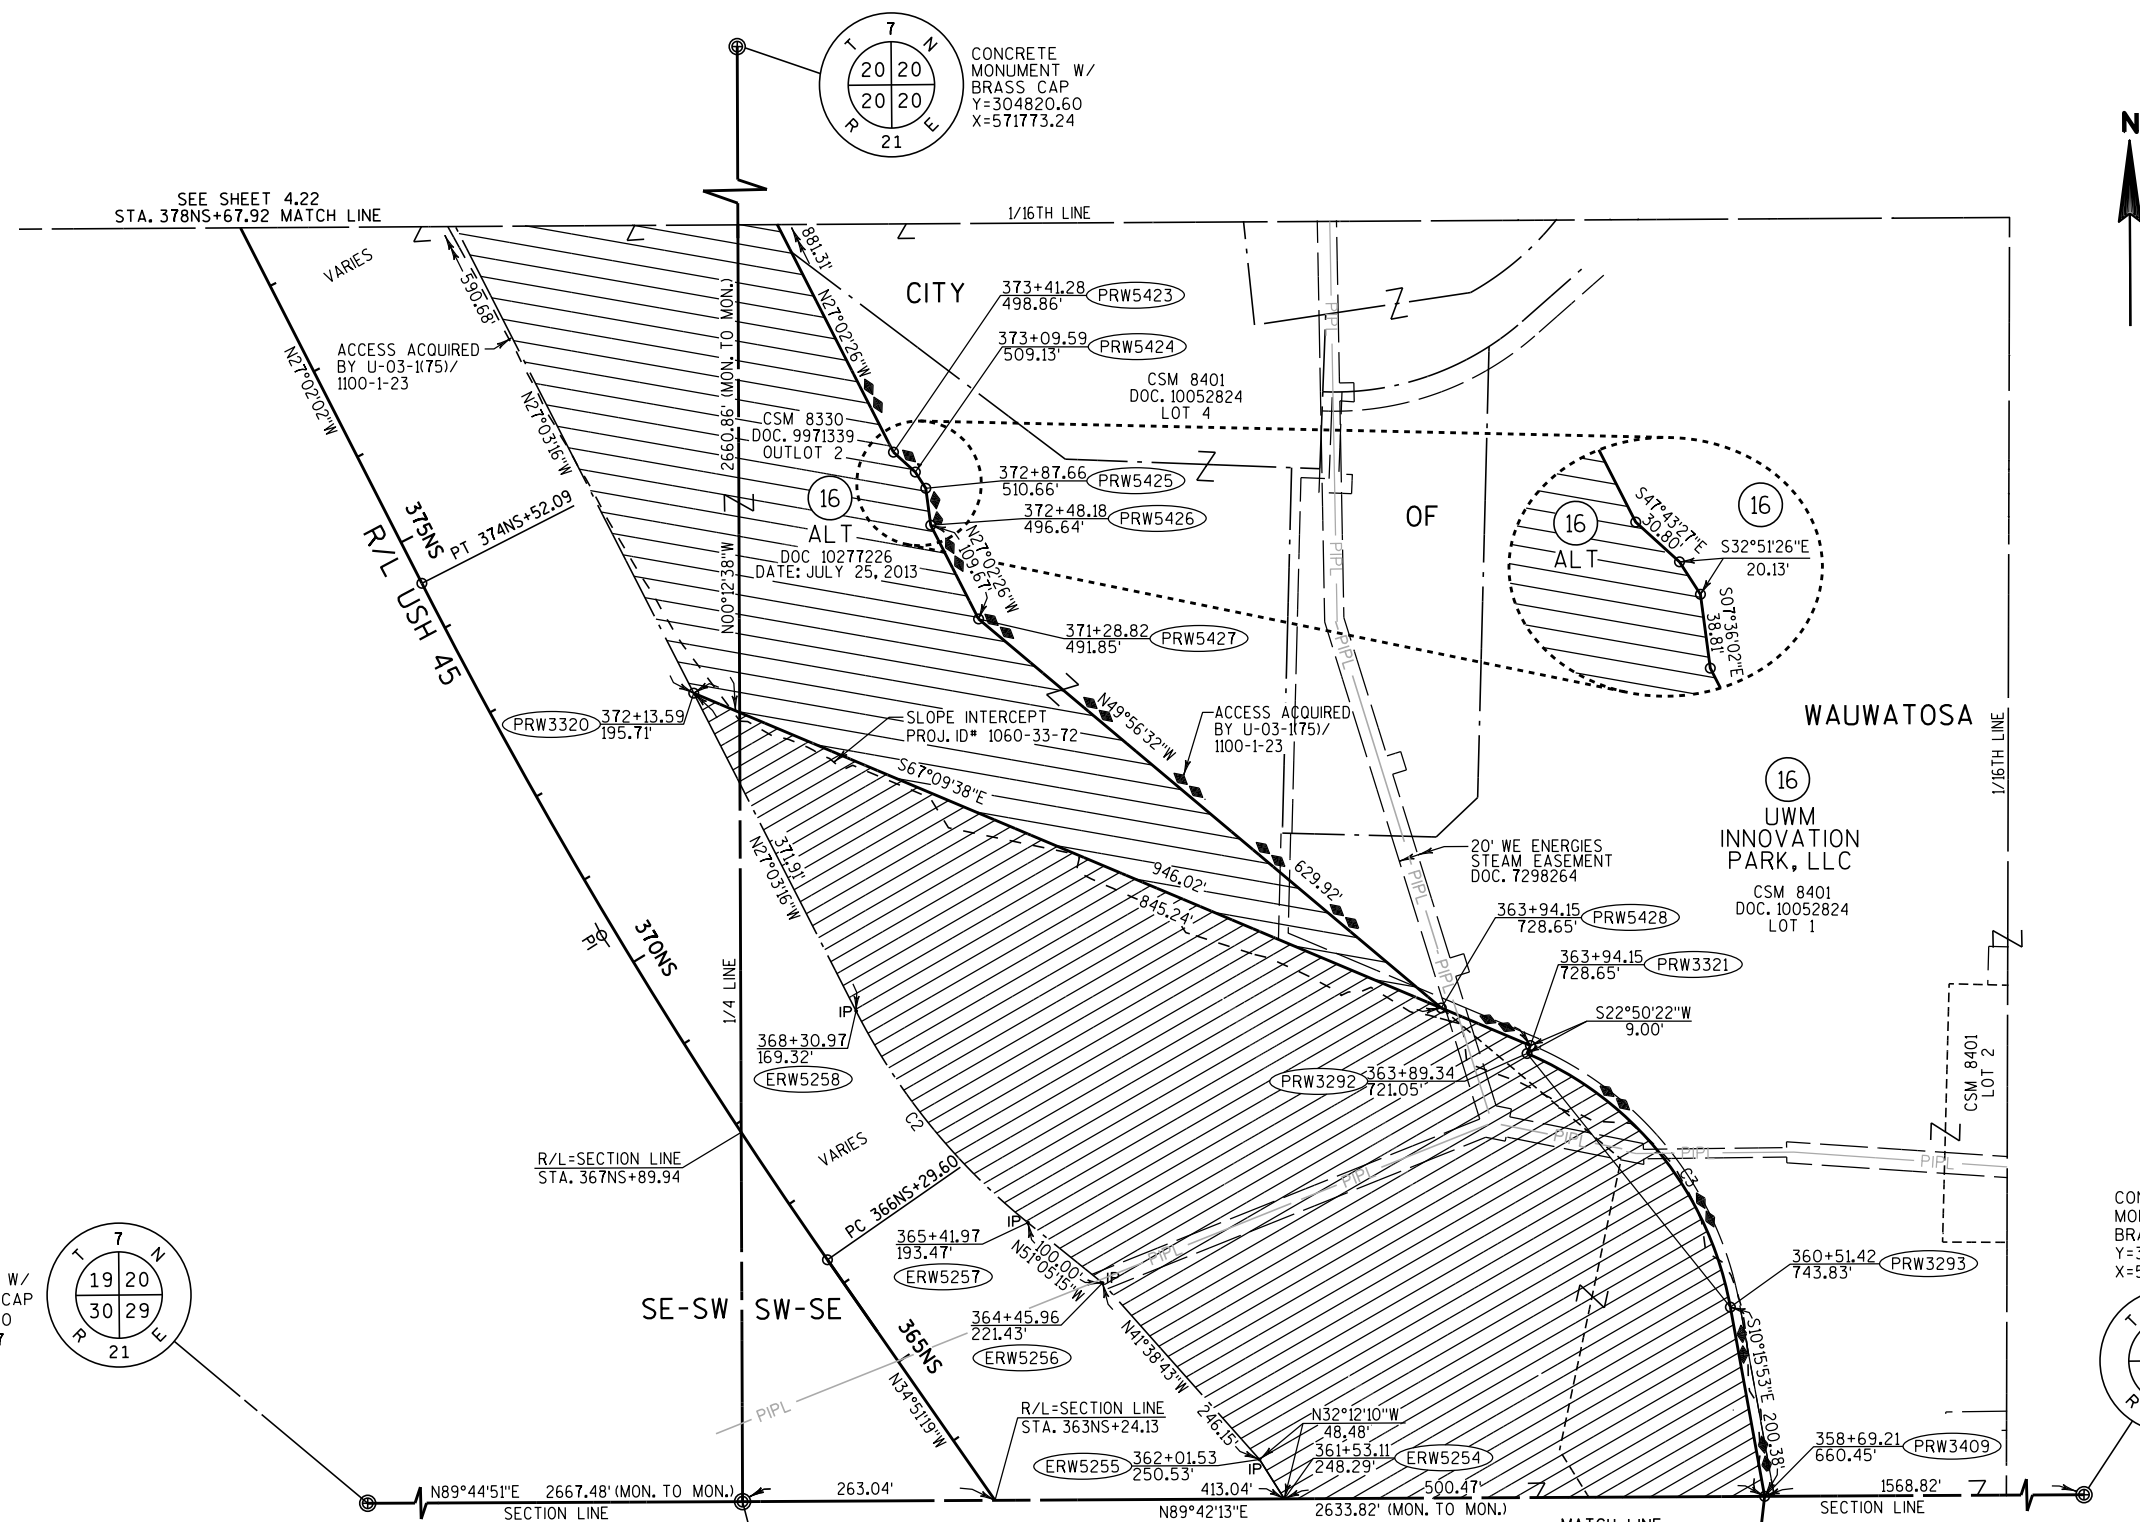 7
T N
20 20
20 20
R E
21
CONCRETE
MONUMENT W/
BRASS CAP
Y=304820.60
X=571773.24
N
SEE SHEET 4.22
STA. 378NS+67.92 MATCH LINE
1/16TH LINE
VARIES
590.68'
881.31'
N27°02'26"W
CITY
373+41.28
498.86'
PRW5423
373+09.59
509.13'
PRW5424
PIPL
ACCESS ACQUIRED
BY U-03-1(75)/
1100-1-23
N27°02'02"W
N27°03'16"W
2660.86' (MON. TO MON.)
CSM 8401
DOC. 10052824
LOT 4
CSM 8330
DOC. 9971339
OUTLOT 2
16
ALT
DOC 10277226
DATE: JULY 25, 2013
372+87.66
510.66'
PRW5425
372+48.18
496.64'
PRW5426
OF
16
ALT
S47°43'27"E
30.80'
16
S32°51'26"E
20.13'
S07°36'02"E
38.81'
375NS
PT 374NS+52.09
R/L USH 45
N00°12'38"W
N27°02'26"W
109.67'
PIPL
371+28.82
491.85'
PRW5427
PIPL
PRW3320
372+13.59
195.71'
SLOPE INTERCEPT
PROJ. ID# 1060-33-72
N49°56'32"W
ACCESS ACQUIRED
BY U-03-1(75)/
1100-1-23
WAUWATOSA
1/16TH LINE
16
UWM
INNOVATION
PARK, LLC
CSM 8401
DOC. 10052824
LOT 1
S67°09'38"E
371.91'
N27°03'16"W
946.02'
845.24'
629.92'
20' WE ENERGIES
STEAM EASEMENT
DOC. 7298264
PIPL
363+94.15
728.65'
PRW5428
363+94.15
728.65'
PRW3321
PI
370NS
1/4 LINE
PIPL
S22°50'22"W
9.00'
IP
368+30.97
169.32'
ERW5258
PRW3292
363+89.34
721.05'
CSM 8401
LOT 2
C2
VARIES
R/L=SECTION LINE
STA. 367NS+89.94
PIPL
PIPL
PIPL
PIPL
C3
PC 366NS+29.60
365+41.97
193.47'
ERW5257
IP
100.00'
N51°05'15"W
PIPL
IP
360+51.42
743.83'
PRW3293
7
T N
19 20
30 29
R E
21
W/
CAP
SE-SW
SW-SE
364+45.96
221.43'
ERW5256
365NS
N41°38'43"W
S10°15'53"E 200.38'
PIPL
N34°51'19"W
R/L=SECTION LINE
STA. 363NS+24.13
246.15'
N32°12'10"W
48.48'
ERW5255
362+01.53
250.53'
IP
361+53.11
248.29'
ERW5254
358+69.21
660.45'
PRW3409
N89°44'51"E
2667.48' (MON. TO MON.)
SECTION LINE
263.04'
413.04'
500.47'
N89°42'13"E
2633.82' (MON. TO MON.)
1568.82'
SECTION LINE
MATCH LINE